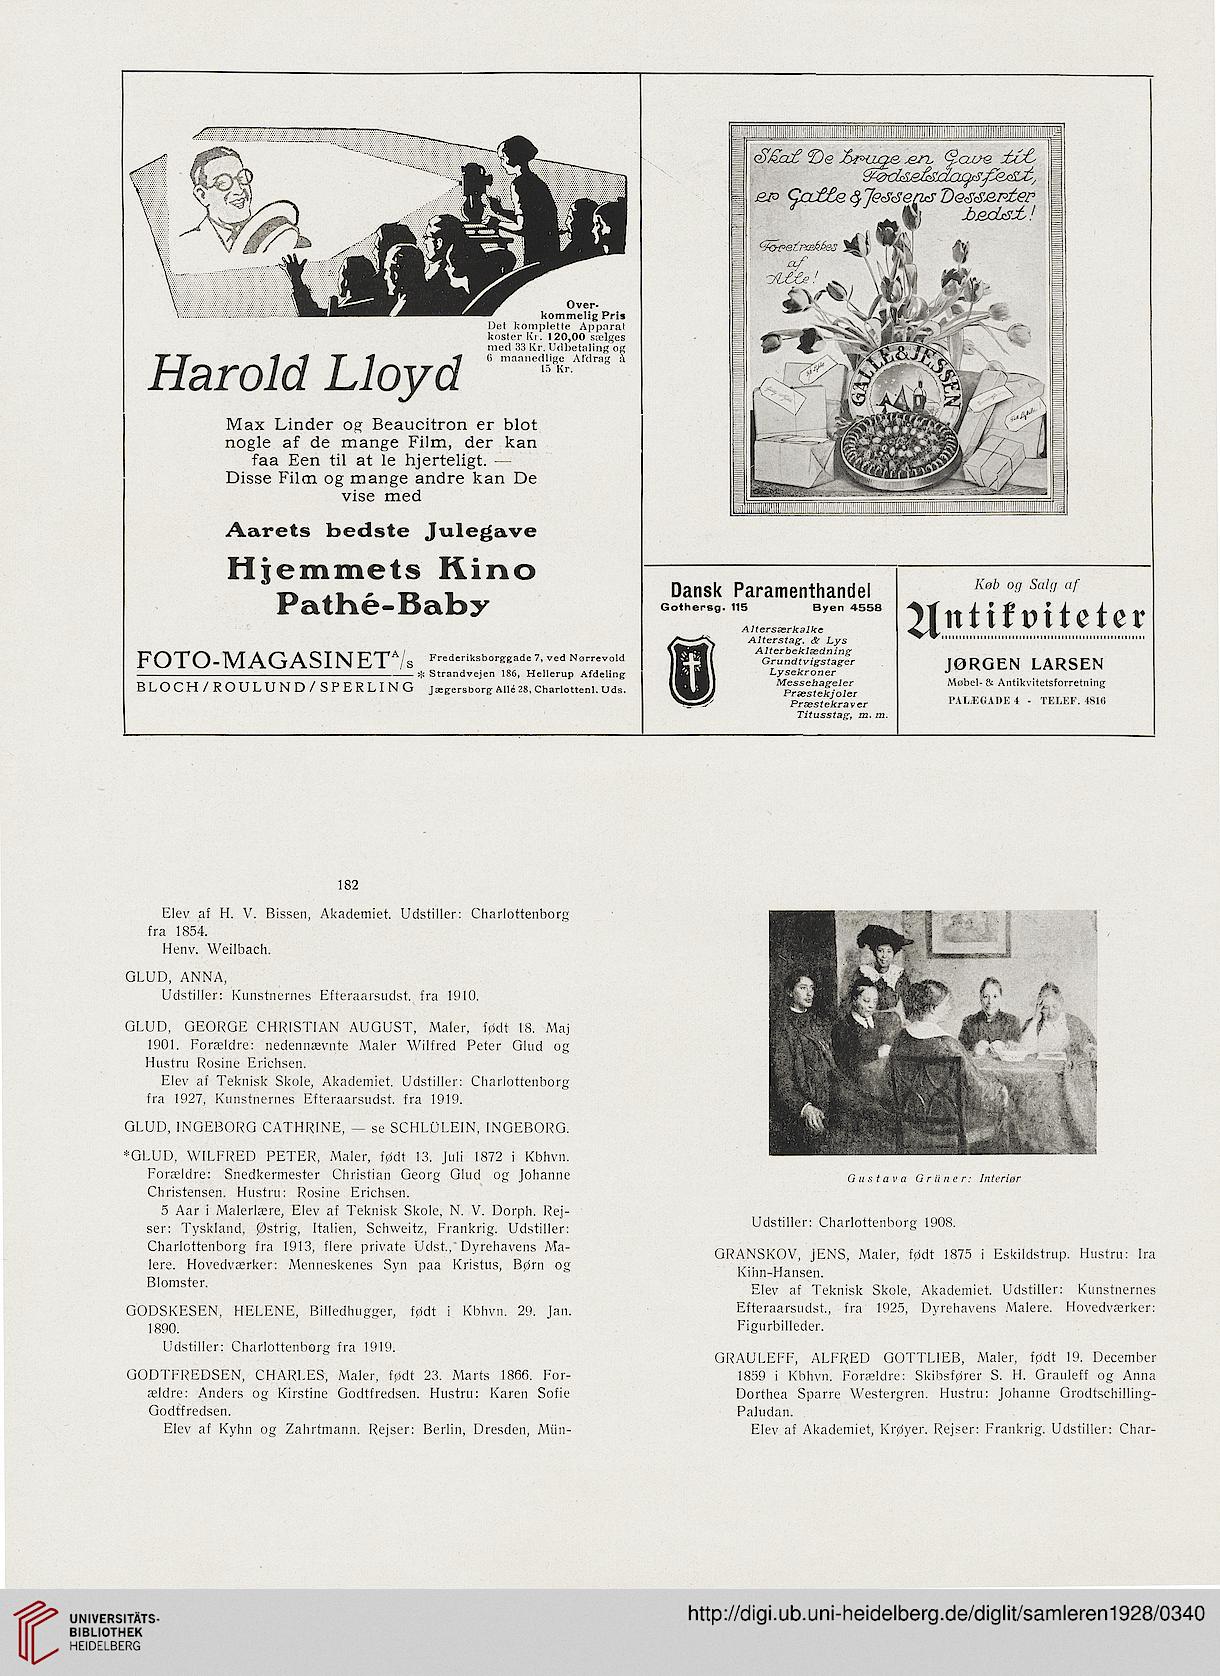 Over-
kommelig Pris
Det komplette Apparat
koster Kr. 120,00 sælges
med 33 Kr. Udbetaling og
6 maanedlige Afdrag à
15 Kr.
Harold Lloyd
Max Linder og Beaucitron er blot
nogle af de mange Film, der kan
faa Een til at le hjerteligt. —
Disse Film og mange andre kan De
vise med
Aarets bedste Julegave
Hjemmets Kino
Pathé-Baby
FOTO-MAGASINET A/s
BLOCH/ROULUND/SPERLING
Frederiksborggade 7, ved Nørrevold
* Strandvejen 186, Hellerup Afdeling
Jægersborg Allé 28, Charlottenl. Uds.
Skal De bruge en Gave til
Fødselsdagsfest,
er Galle & Jessens Desserter
bedst!
Foretrækkes
af
Alle!
GALLE & JESSEN
Dansk Paramenthandel
Gothersg. 115 Byen 4558
Altersærkalke
Alterstag. & Lys
Alterbeklædning
Grundtvigstager
Lysekroner
Messehageler
Præstekjoler
Præstekraver
Titusstag, m. m.
Køb og Salg af
Antikviteter
JØRGEN LARSEN
Møbel- & Antikvitetsforretning
PALÆGADE 4 - TELEF. 4816
182
Elev af H. V. Bissen, Akademiet. Udstiller: Charlottenborg
fra 1854.
Henv. Weilbach.
GLUD, ANNA,
Udstiller: Kunstnernes Efteraarsudst. fra 1910.
GLUD, GEORGE CHRISTIAN AUGUST, Maler, født 18. Maj
1901. Forældre: nedennævnte Maler Wilfred Peter Glud og
Hustru Rosine Erichsen.
Elev af Teknisk Skole, Akademiet. Udstiller: Charlottenborg
fra 1927, Kunstnernes Efteraarsudst. fra 1919.
GLUD, INGEBORG CATHRINE, — se SCHLÜLEIN, INGEBORG.
*GLUD, WILFRED PETER, Maler, født 13. Juli 1872 i Kbhvn.
Forældre: Snedkermester Christian Georg Glud og Johanne
Christensen. Hustru: Rosine Erichsen.
5 Aar i Malerlære, Elev af Teknisk Skole, N. V. Dorph. Rej-
ser: Tyskland, Østrig, Italien, Schweitz, Frankrig. Udstiller:
Charlottenborg fra 1913, flere private Udst., Dyrehavens Ma-
lere. Hovedværker: Menneskenes Syn paa Kristus, Børn og
Blomster.
GODSKESEN, HELENE, Billedhugger, født i Kbhvn. 29. Jan.
1890.
Udstiller: Charlottenborg fra 1919.
GODTFREDSEN, CHARLES, Maler, født 23. Marts 1866. For-
ældre: Anders og Kirstine Godtfredsen. Hustru: Karen Sofie
Godtfredsen.
Elev af Kyhn og Zahrtmann. Rejser: Berlin, Dresden, Mün-
Gustava Grüner: Interiør
Udstiller: Charlottenborg 1908.
GRANSKOV, JENS, Maler, født 1875 i Eskildstrup. Hustru: Ira
Kihn-Hansen.
Elev af Teknisk Skole, Akademiet. Udstiller: Kunstnernes
Efteraarsudst., fra 1925, Dyrehavens Malere. Hovedværker:
Figurbilleder.
GRAULEFF, ALFRED GOTTLIEB, Maler, født 19. December
1859 i Kbhvn. Forældre: Skibsfører S. H. Grauleff og Anna
Dorthea Sparre Westergren. Hustru: Johanne Grodtschilling-
Paludan.
Elev af Akademiet, Krøyer. Rejser: Frankrig. Udstiller: Char-
UNIVERSITÄTS-
BIBLIOTHEK
HEIDELBERG
http://digi.ub.uni-heidelberg.de/diglit/samleren1928/0340